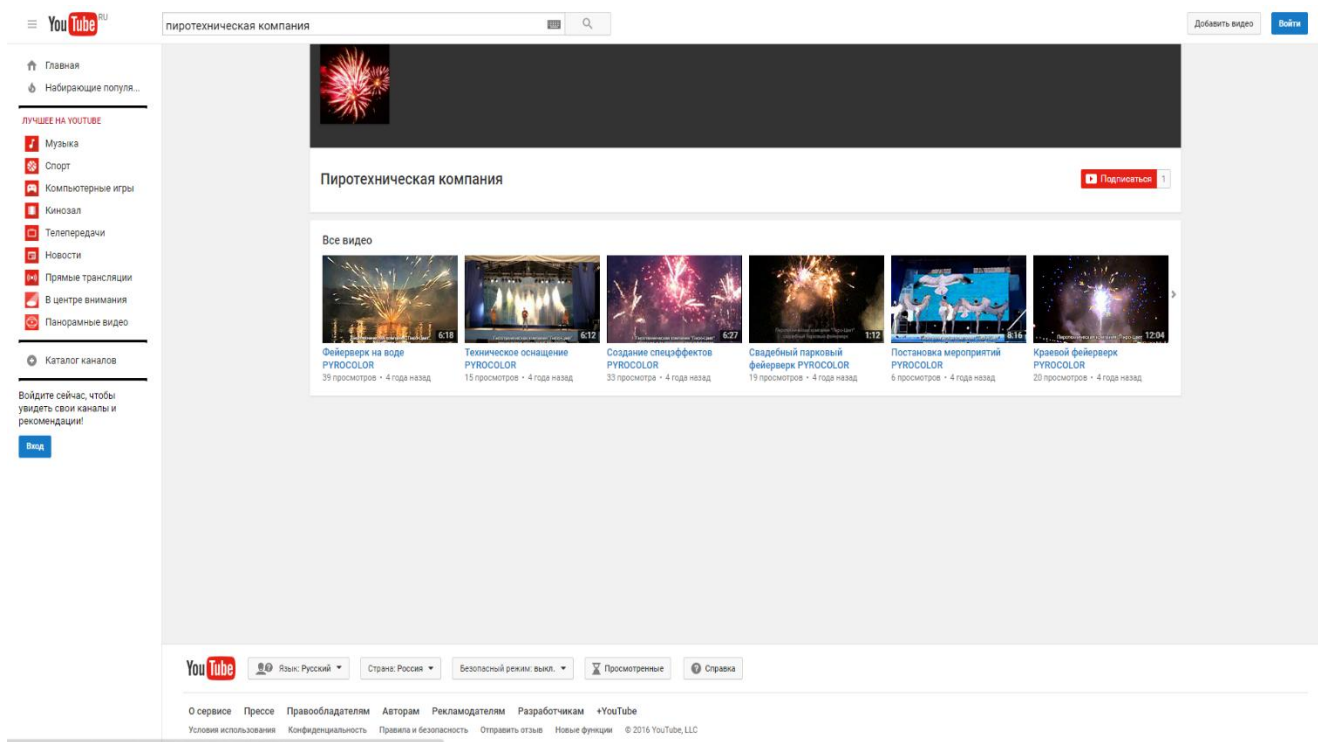 YouTube RU
пиротехническая компания
Добавить видео
Войти
Главная
Набирающие популя...
ЛУЧШЕЕ НА YOUTUBE
Музыка
Спорт
Компьютерные игры
Кинозал
Телепередачи
Новости
Прямые трансляции
В центре внимания
Панорамные видео
Каталог каналов
Войдите сейчас, чтобы
увидеть свои каналы и
рекомендации!
Вход
Пиротехническая компания
Подписаться 1
Все видео
6:18
Фейерверк на воде
PYROCOLOR
39 просмотров • 4 года назад
6:12
Техническое оснащение
PYROCOLOR
15 просмотров • 4 года назад
6:27
Создание спецэффектов
PYROCOLOR
33 просмотра • 4 года назад
1:12
Свадебный парковый
фейерверк PYROCOLOR
19 просмотров • 4 года назад
8:16
Постановка мероприятий
PYROCOLOR
6 просмотров • 4 года назад
12:04
Краевой фейерверк
PYROCOLOR
20 просмотров • 4 года назад
YouTube
Язык: Русский
Страна: Россия
Безопасный режим: выкл.
Просмотренные
Справка
О сервисе Прессе Правообладателям Авторам Рекламодателям Разработчикам +YouTube
Условия использования Конфиденциальность Правила и безопасность Отправить отзыв Новые функции © 2016 YouTube, LLC